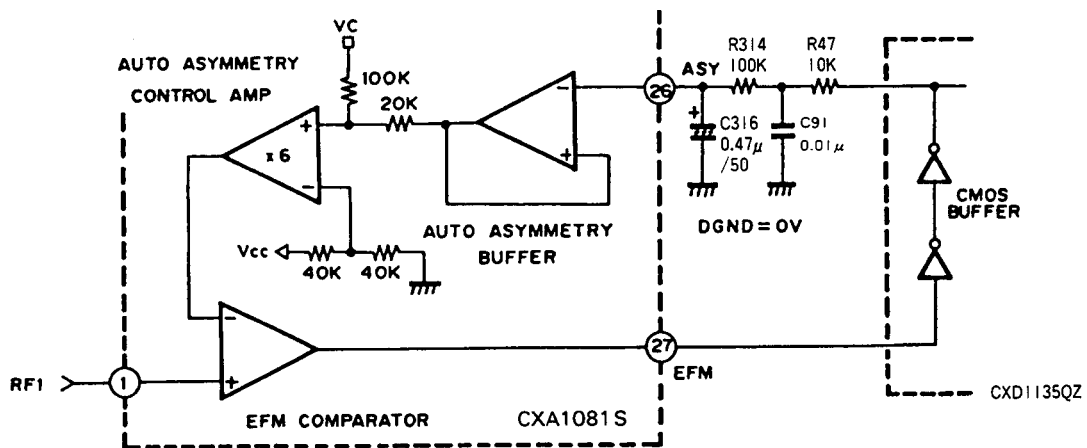 VC
AUTO ASYMMETRY
CONTROL AMP
100K
20K
+
x 6
−
−
+
AUTO ASYMMETRY
BUFFER
Vcc
40K
40K
26
ASY
R314
100K
R47
10K
+
C316
0.47μ
/50
C91
0.01μ
DGND=0V
CMOS
BUFFER
RF1
1
−
+
EFM COMPARATOR
CXA1081S
27
EFM
CXD1135QZ